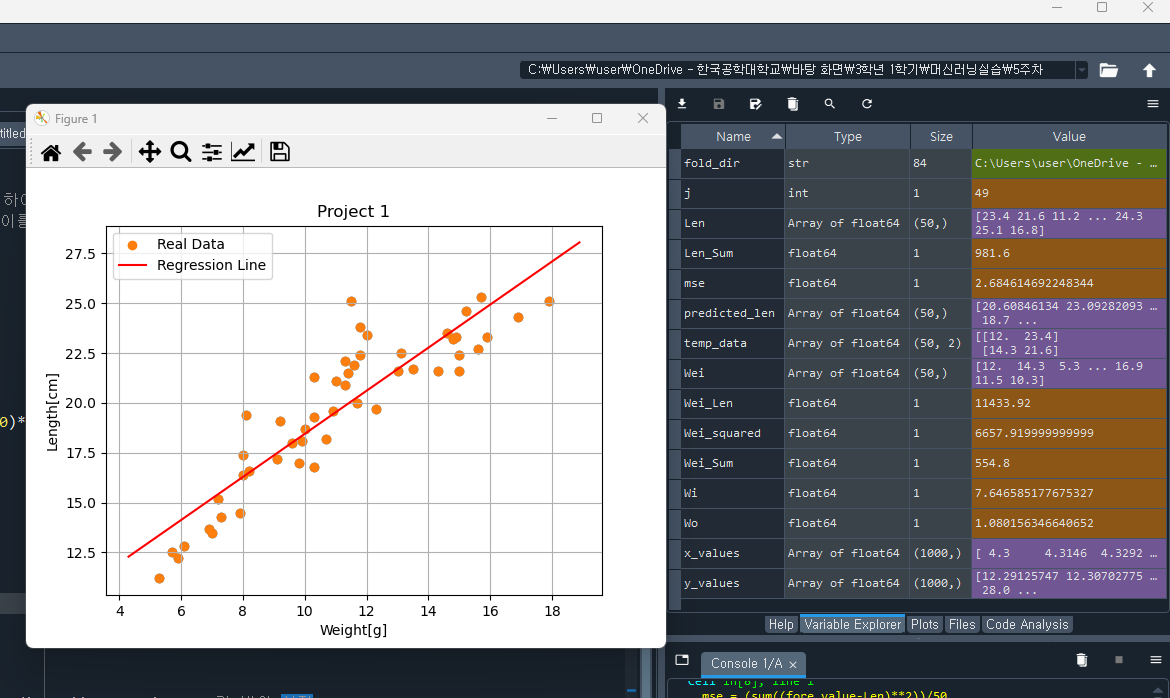 C:₩Users₩user₩OneDrive - 한국공학대학교₩바탕 화면₩3학년 1학기₩머신러닝실습₩5주차
Figure 1
ntitled
하
이를
0)*
Project 1
Real Data
Regression Line
27.5
25.0
22.5
20.0
17.5
15.0
12.5
Length[cm]
4 6 8 10 12 14 16 18
Weight[g]
Name Type Size Value
fold_dir str 84 C:\Users\user\OneDrive - …
j int 1 49
Len Array of float64 (50,) [23.4 21.6 11.2 ... 24.3
25.1 16.8]
Len_Sum float64 1 981.6
mse float64 1 2.684614692248344
predicted_len Array of float64 (50,) [20.60846134 23.09282093 …
18.7 ...
temp_data Array of float64 (50, 2) [[12. 23.4]
[14.3 21.6]
Wei Array of float64 (50,) [12. 14.3 5.3 ... 16.9
11.5 10.3]
Wei_Len float64 1 11433.92
Wei_squared float64 1 6657.919999999999
Wei_Sum float64 1 554.8
Wi float64 1 7.646585177675327
Wo float64 1 1.080156346640652
x_values Array of float64 (1000,) [ 4.3 4.3146 4.3292 …
y_values Array of float64 (1000,) [12.29125747 12.30702775 …
28.0 ...
Help Variable Explorer Plots Files Code Analysis
Console 1/A
Cell In[8], line 1
mse = (sum((fore_value-Len)**2))/50